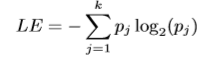 $$LE = -\sum_{j=1}^{k} p_j \log_2(p_j)$$